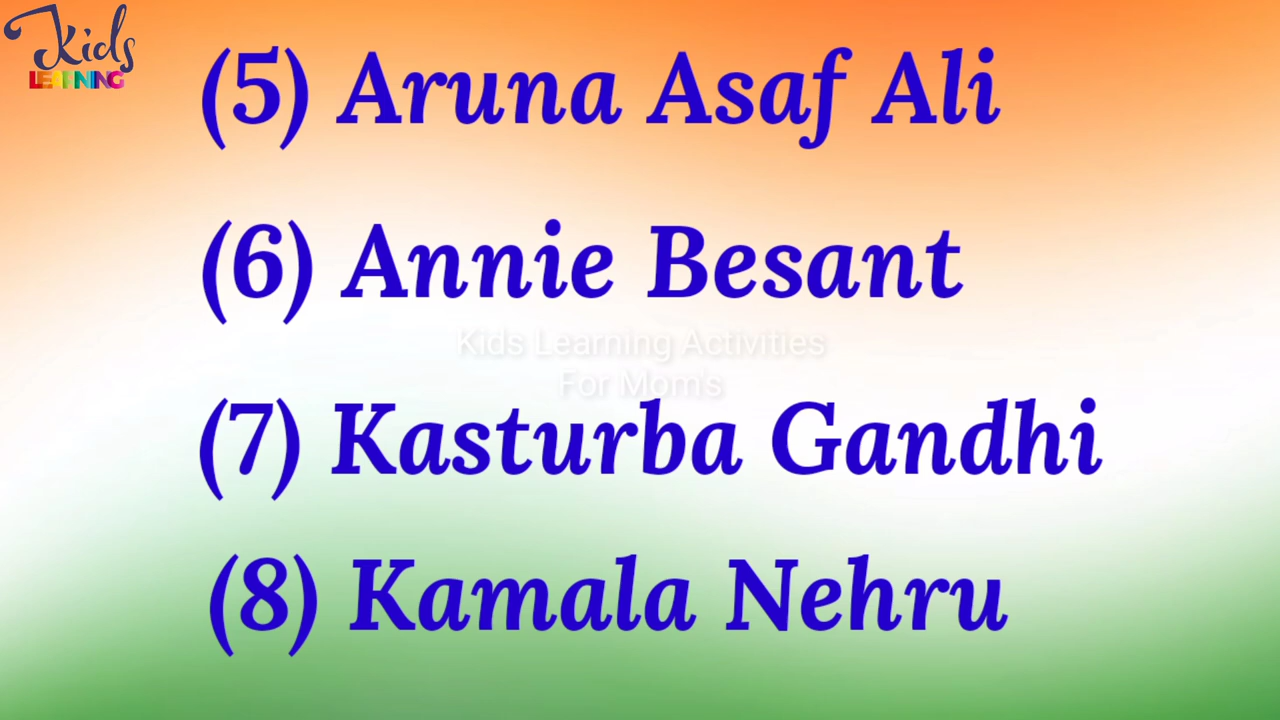 Kids
LEARNING
(5) Aruna Asaf Ali
(6) Annie Besant
Kids Learning Activities
For Mom's
(7) Kasturba Gandhi
(8) Kamala Nehru